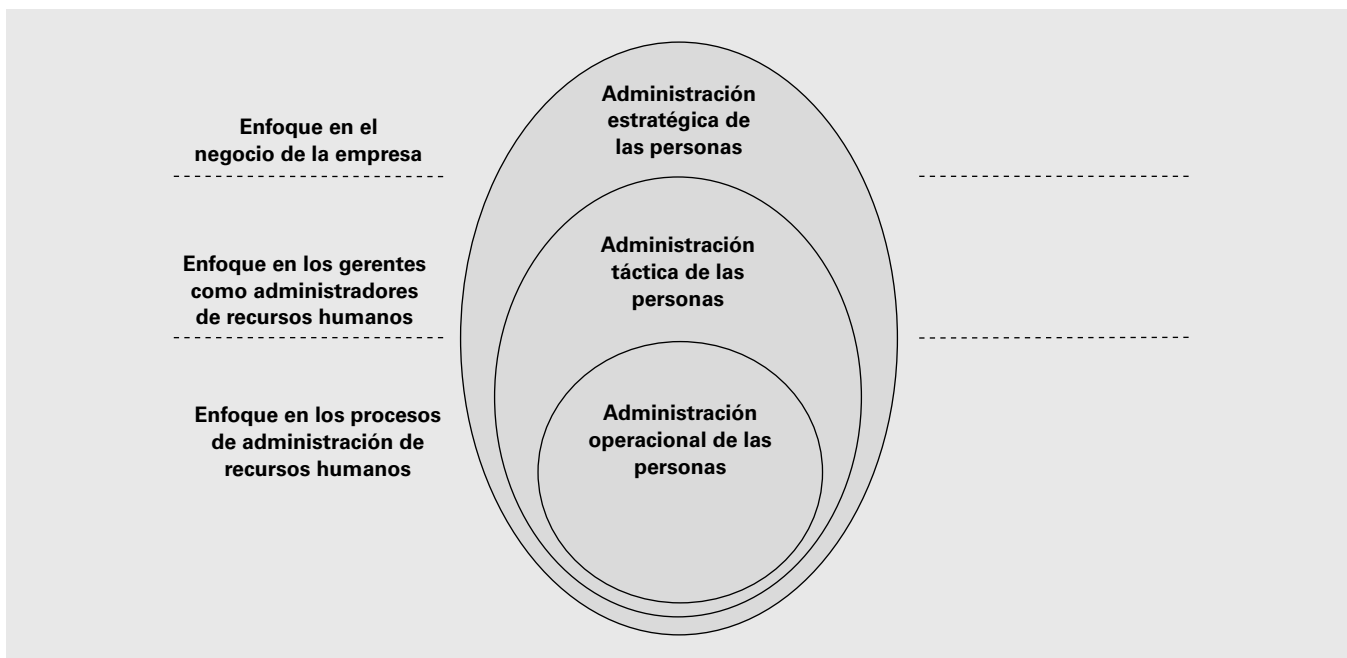 Enfoque en el
negocio de la empresa
Administración
estratégica de
las personas
Enfoque en los gerentes
como administradores
de recursos humanos
Administración
táctica de las
personas
Enfoque en los procesos
de administración de
recursos humanos
Administración
operacional de las
personas